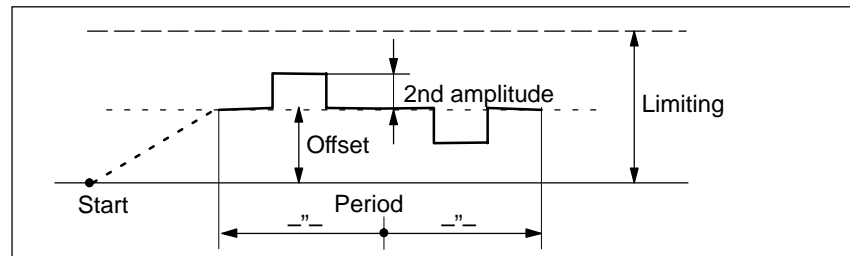 2nd amplitude
Limiting
Offset
Start
Period
–”– –”–